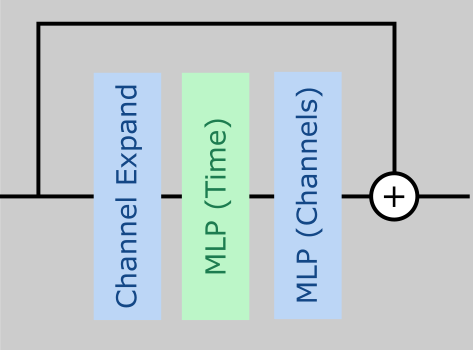 Channel Expand
MLP (Time)
MLP (Channels)
+